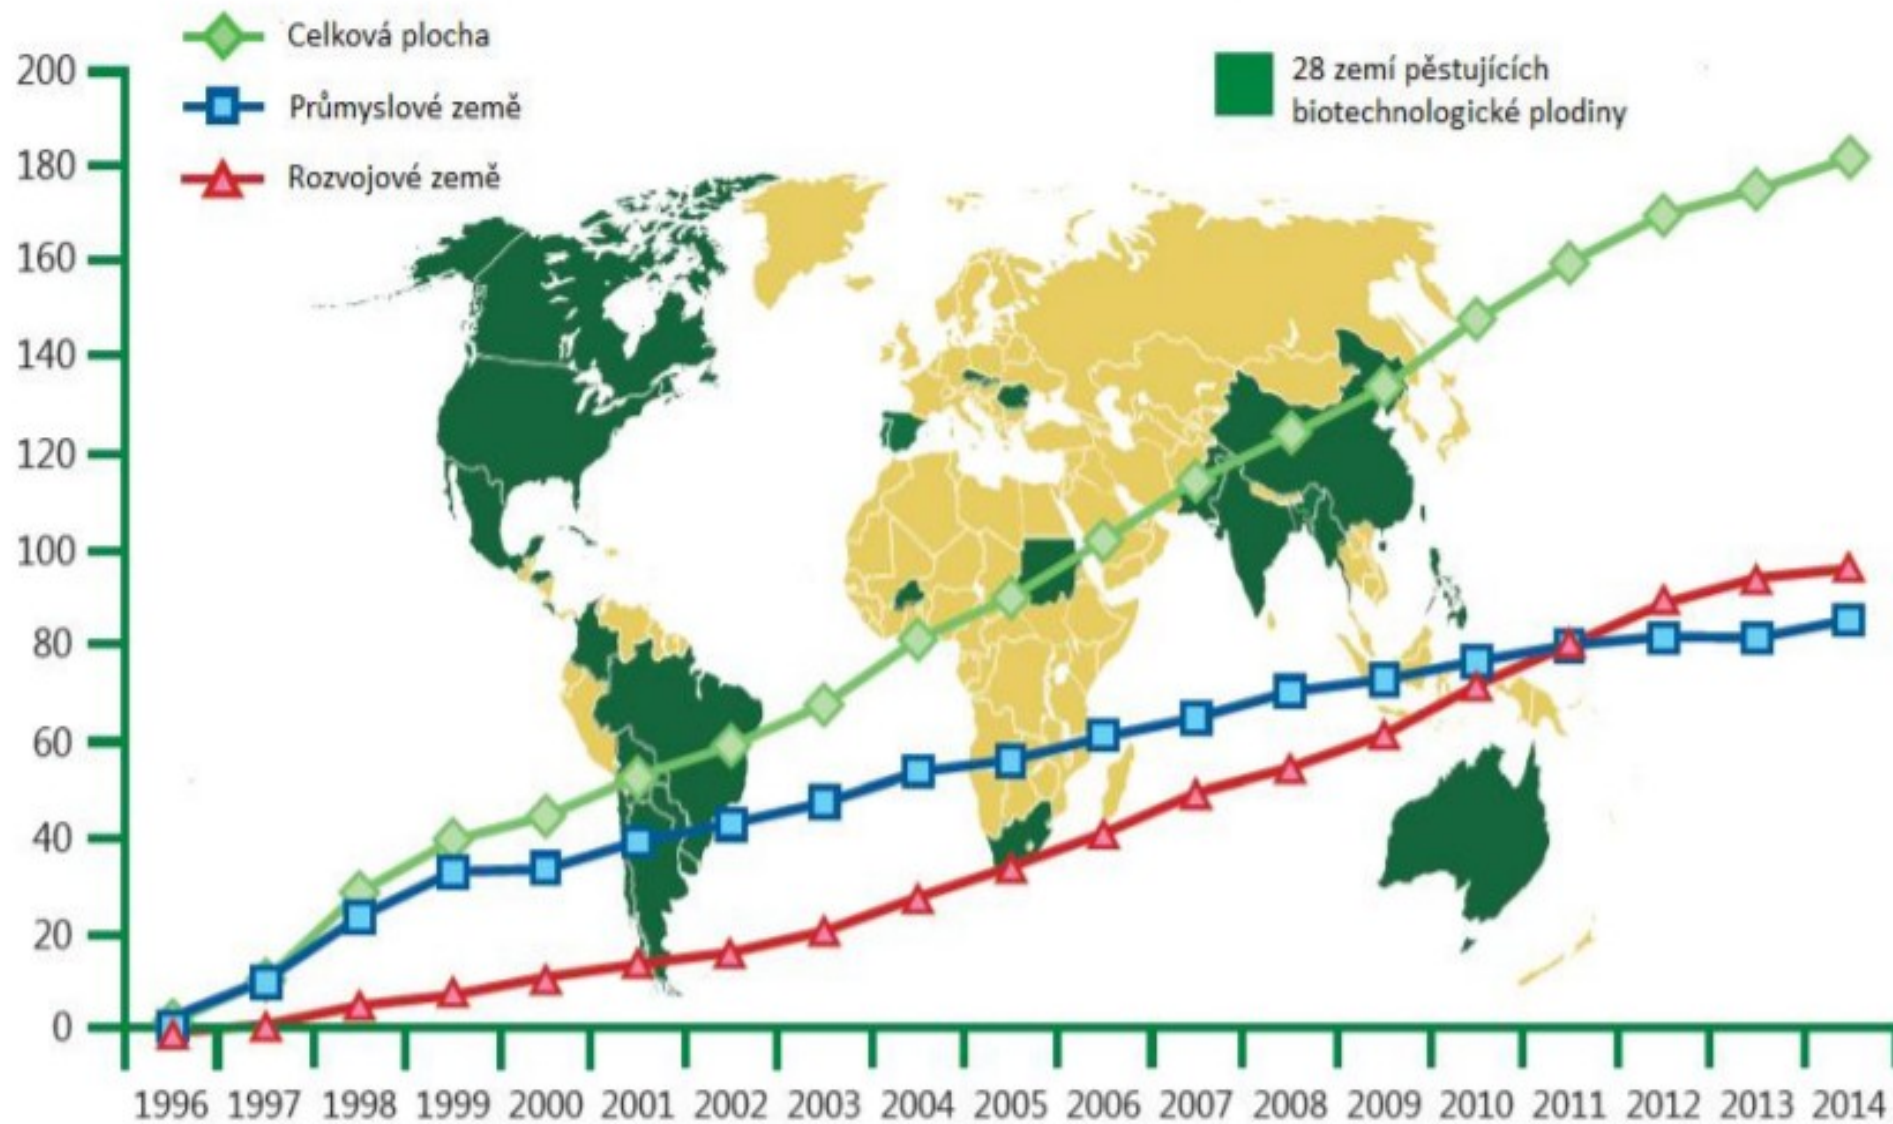 Celková plocha
Průmyslové země
Rozvojové země
28 zemí pěstujících
biotechnologické plodiny
200
180
160
140
120
100
80
60
40
20
0
1996 1997 1998 1999 2000 2001 2002 2003 2004 2005 2006 2007 2008 2009 2010 2011 2012 2013 2014